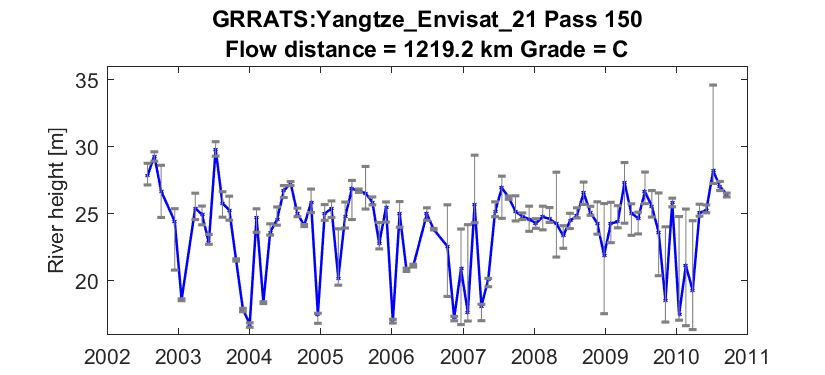 GRRATS:Yangtze_Envisat_21 Pass 150
Flow distance = 1219.2 km Grade = C
35
30
25
20
River height [m]
2002 2003 2004 2005 2006 2007 2008 2009 2010 2011